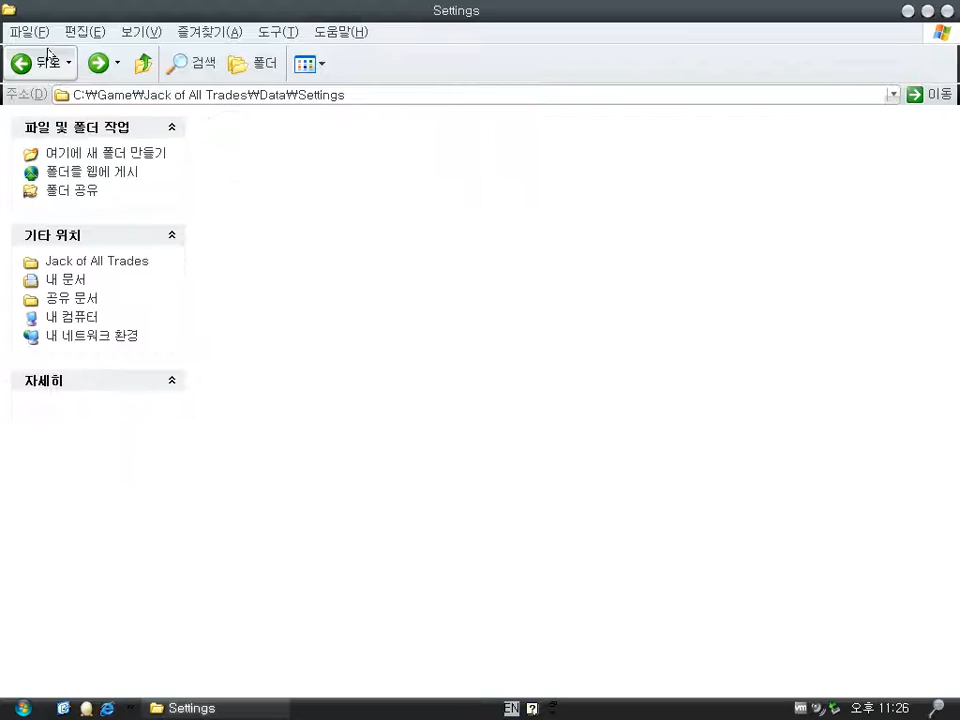 Settings
파일(F) 편집(E) 보기(V) 즐겨찾기(A) 도구(T) 도움말(H)
뒤로 검색 폴더
주소(D) C:₩Game₩Jack of All Trades₩Data₩Settings 이동
파일 및 폴더 작업
여기에 새 폴더 만들기
폴더를 웹에 게시
폴더 공유
기타 위치
Jack of All Trades
내 문서
공유 문서
내 컴퓨터
내 네트워크 환경
자세히
Settings EN 오후 11:26